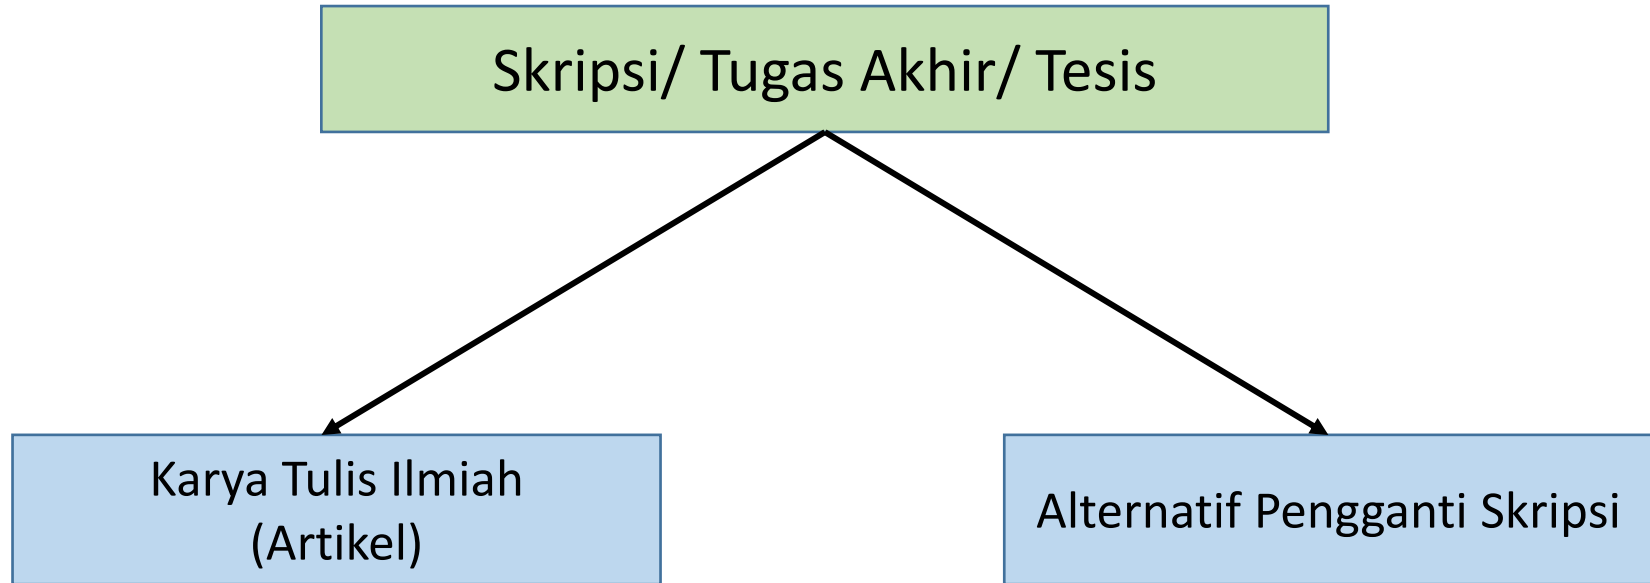 Skripsi/ Tugas Akhir/ Tesis
Karya Tulis Ilmiah
(Artikel)
Alternatif Pengganti Skripsi